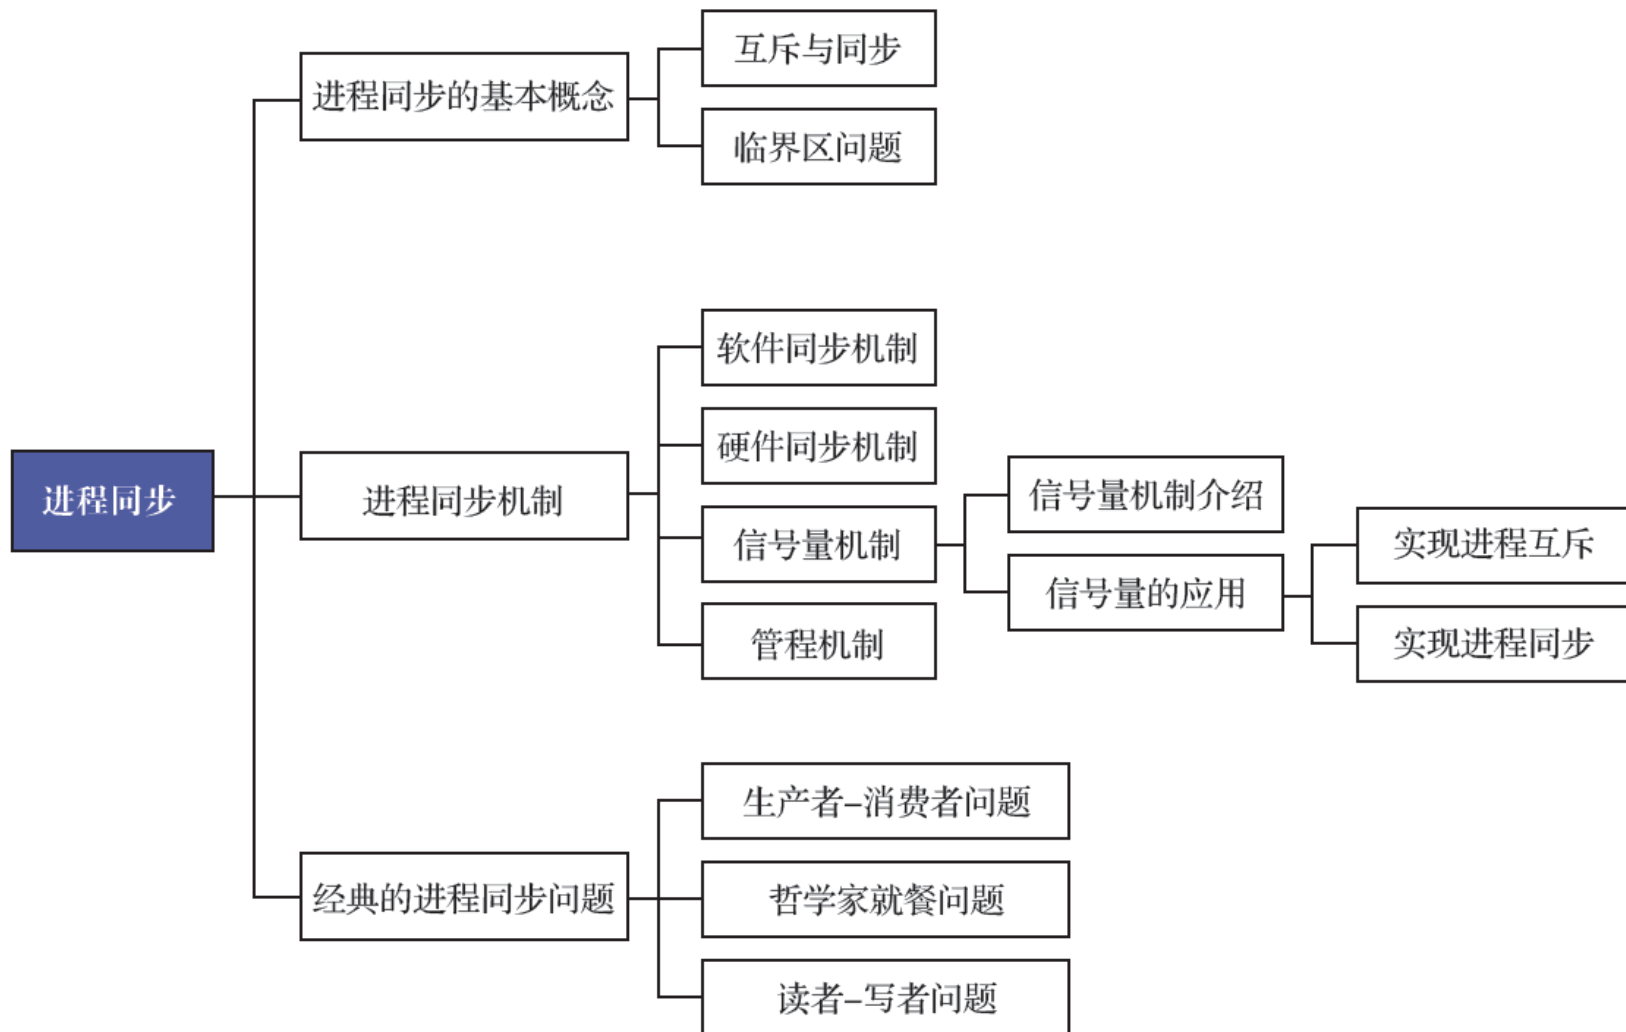 进程同步
进程同步的基本概念
互斥与同步
临界区问题
进程同步机制
软件同步机制
硬件同步机制
信号量机制
信号量机制介绍
信号量的应用
实现进程互斥
实现进程同步
管程机制
经典的进程同步问题
生产者–消费者问题
哲学家就餐问题
读者–写者问题